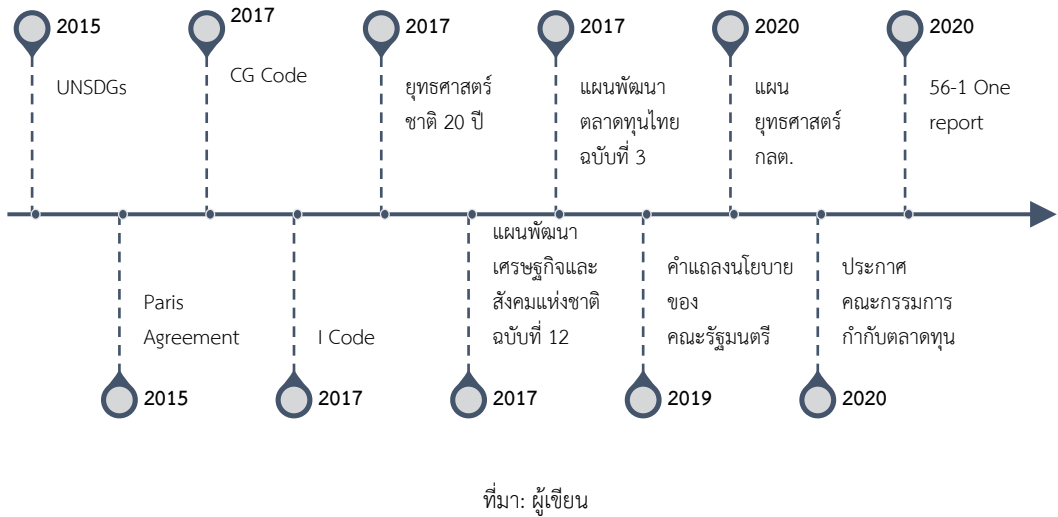 2015
UNSDGs
2017
CG Code
2017
ยุทธศาสตร์
ชาติ 20 ปี
2017
แผนพัฒนา
ตลาดทุนไทย
ฉบับที่ 3
2020
แผน
ยุทธศาสตร์
กลต.
2020
56-1 One
report
Paris
Agreement
2015
I Code
2017
แผนพัฒนา
เศรษฐกิจและ
สังคมแห่งชาติ
ฉบับที่ 12
2017
คำแถลงนโยบาย
ของ
คณะรัฐมนตรี
2019
ประกาศ
คณะกรรมการ
กำกับตลาดทุน
2020
ที่มา: ผู้เขียน